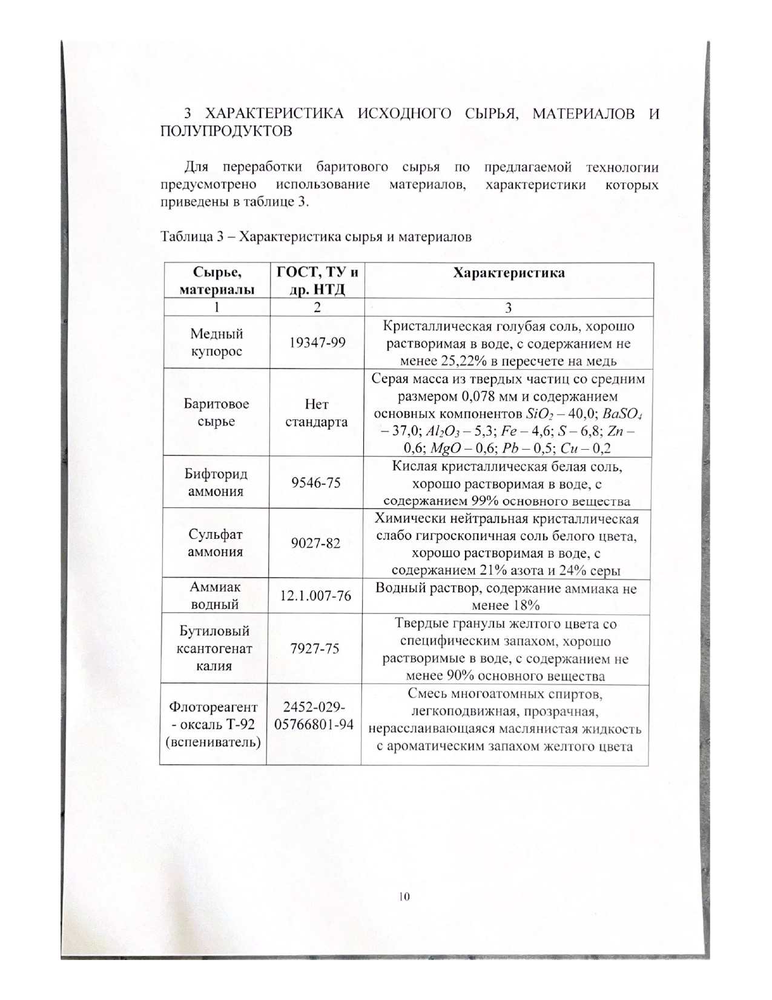 3 ХАРАКТЕРИСТИКА ИСХОДНОГО СЫРЬЯ, МАТЕРИАЛОВ И
ПОЛУПРОДУКТОВ
Для переработки баритового сырья по предлагаемой технологии
предусмотрено использование материалов, характеристики которых
приведены в таблице 3.
Таблица 3 – Характеристика сырья и материалов
Сырье,
материалы
ГОСТ, ТУ и
др. НТД
Характеристика
1
2
3
Медный
купорос
19347-99
Кристаллическая голубая соль, хорошо
растворимая в воде, с содержанием не
менее 25,22% в пересчете на медь
Баритовое
сырье
Нет
стандарта
Серая масса из твердых частиц со средним
размером 0,078 мм и содержанием
основных компонентов SiO₂ – 40,0; BaSO₄
– 37,0; Al₂O₃ – 5,3; Fe – 4,6; S – 6,8; Zn –
0,6; MgO – 0,6; Pb – 0,5; Cu – 0,2
Бифторид
аммония
9546-75
Кислая кристаллическая белая соль,
хорошо растворимая в воде, с
содержанием 99% основного вещества
Сульфат
аммония
9027-82
Химически нейтральная кристаллическая
слабо гигроскопичная соль белого цвета,
хорошо растворимая в воде, с
содержанием 21% азота и 24% серы
Аммиак
водный
12.1.007-76
Водный раствор, содержание аммиака не
менее 18%
Бутиловый
ксантогенат
калия
7927-75
Твердые гранулы желтого цвета со
специфическим запахом, хорошо
растворимые в воде, с содержанием не
менее 90% основного вещества
Флотореагент
- оксаль Т-92
(вспениватель)
2452-029-
05766801-94
Смесь многоатомных спиртов,
легкоподвижная, прозрачная,
нерасслаивающаяся маслянистая жидкость
с ароматическим запахом желтого цвета
10